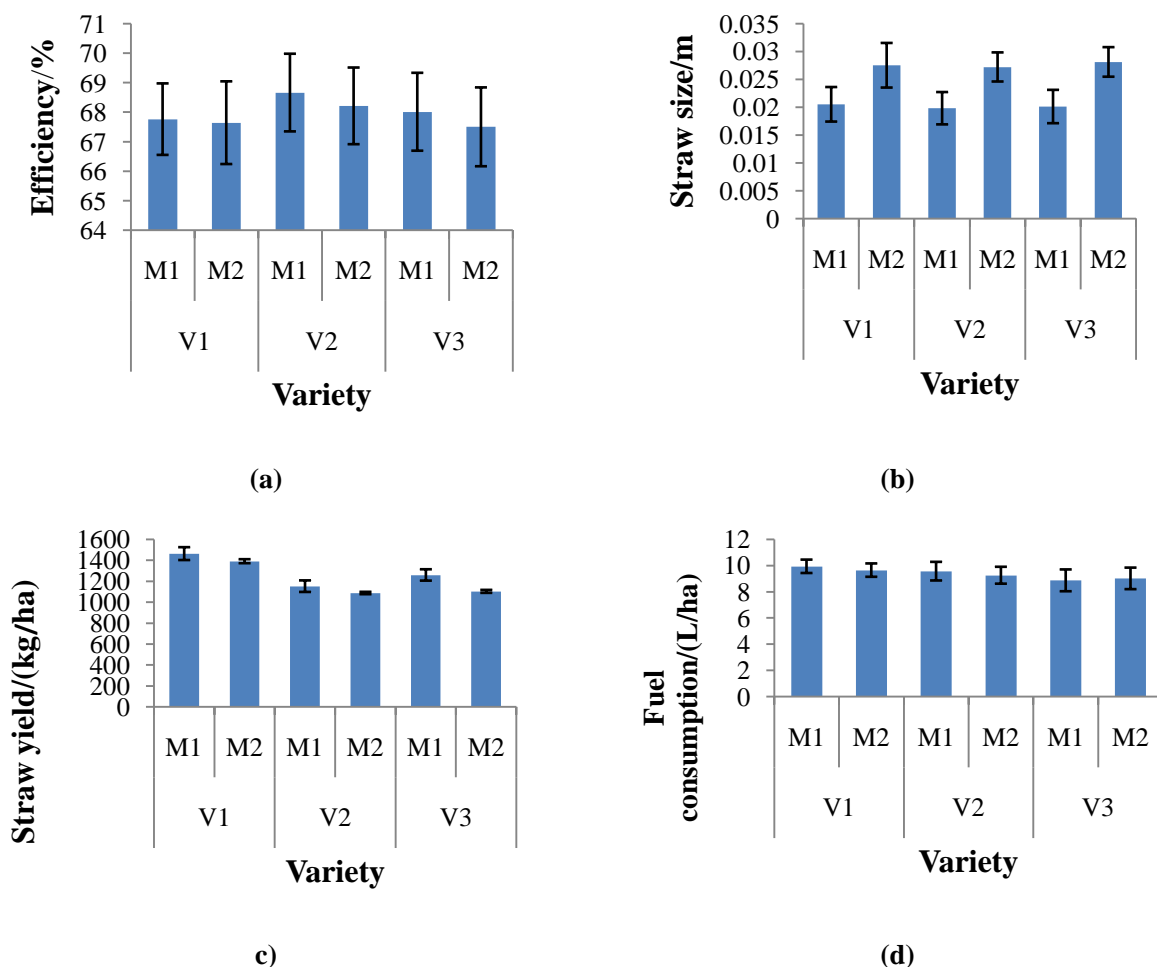 Efficiency/%
71
70
69
68
67
66
65
64
M1 M2 M1 M2 M1 M2
V1 V2 V3
Variety
(a)
Straw size/m
0.035
0.03
0.025
0.02
0.015
0.01
0.005
0
M1 M2 M1 M2 M1 M2
V1 V2 V3
Variety
(b)
Straw yield/(kg/ha)
1600
1400
1200
1000
800
600
400
200
0
M1 M2 M1 M2 M1 M2
V1 V2 V3
Variety
c)
Fuel
consumption/(L/ha)
12
10
8
6
4
2
0
M1 M2 M1 M2 M1 M2
V1 V2 V3
Variety
(d)